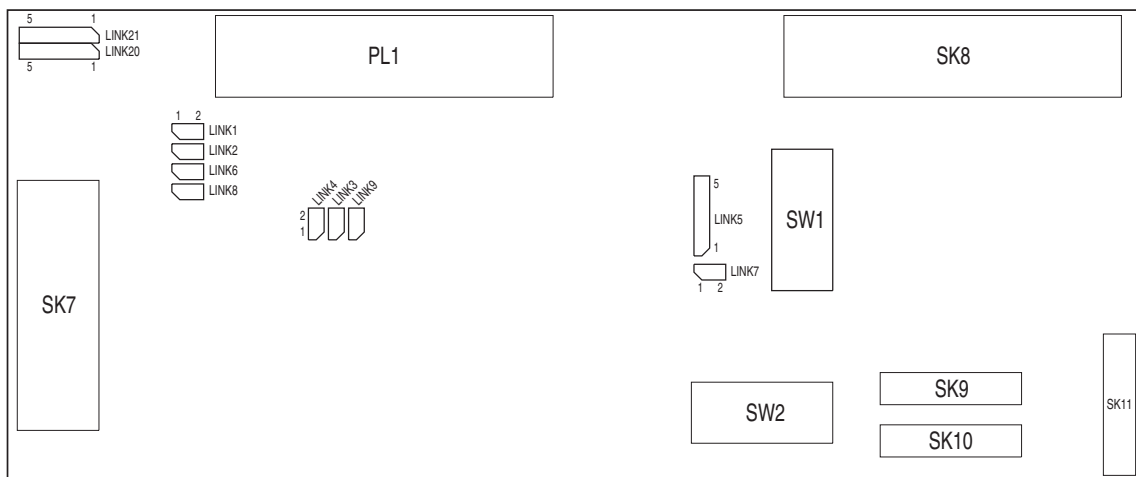 5 1
LINK21
LINK20
5 1
PL1
SK8
1 2
LINK1
LINK2
LINK6
LINK8
LINK4
LINK3
LINK9
2
1
5
LINK5
1
LINK7
1 2
SW1
SK7
SW2
SK9
SK10
SK11